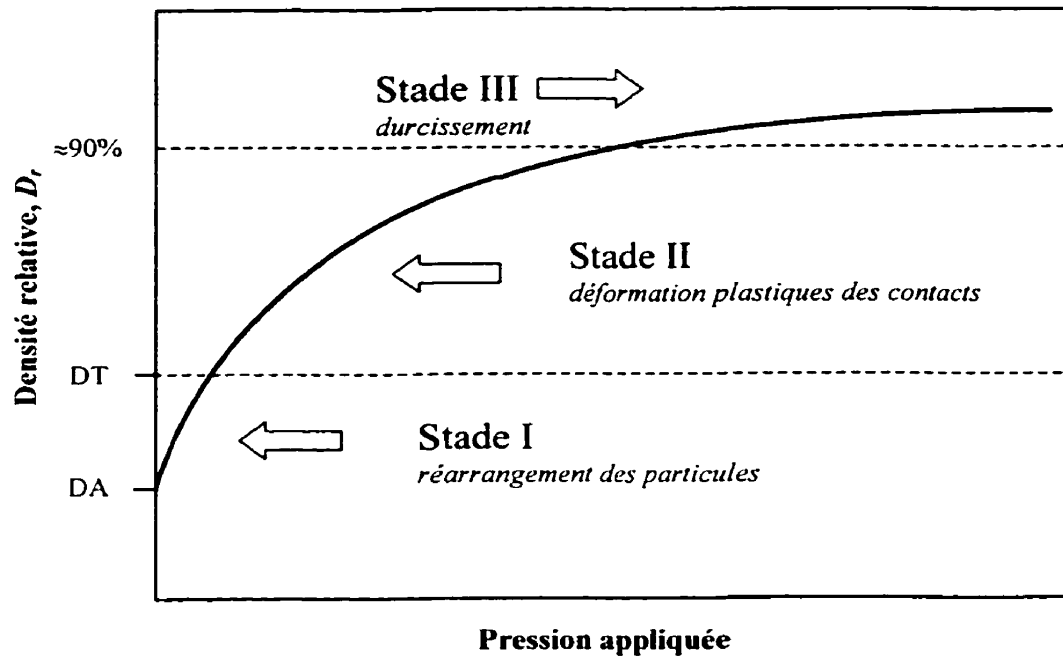 Stade III
durcissement
≈90%
Densité relative, Dr
Stade II
déformation plastiques des contacts
DT
Stade I
réarrangement des particules
DA
Pression appliquée